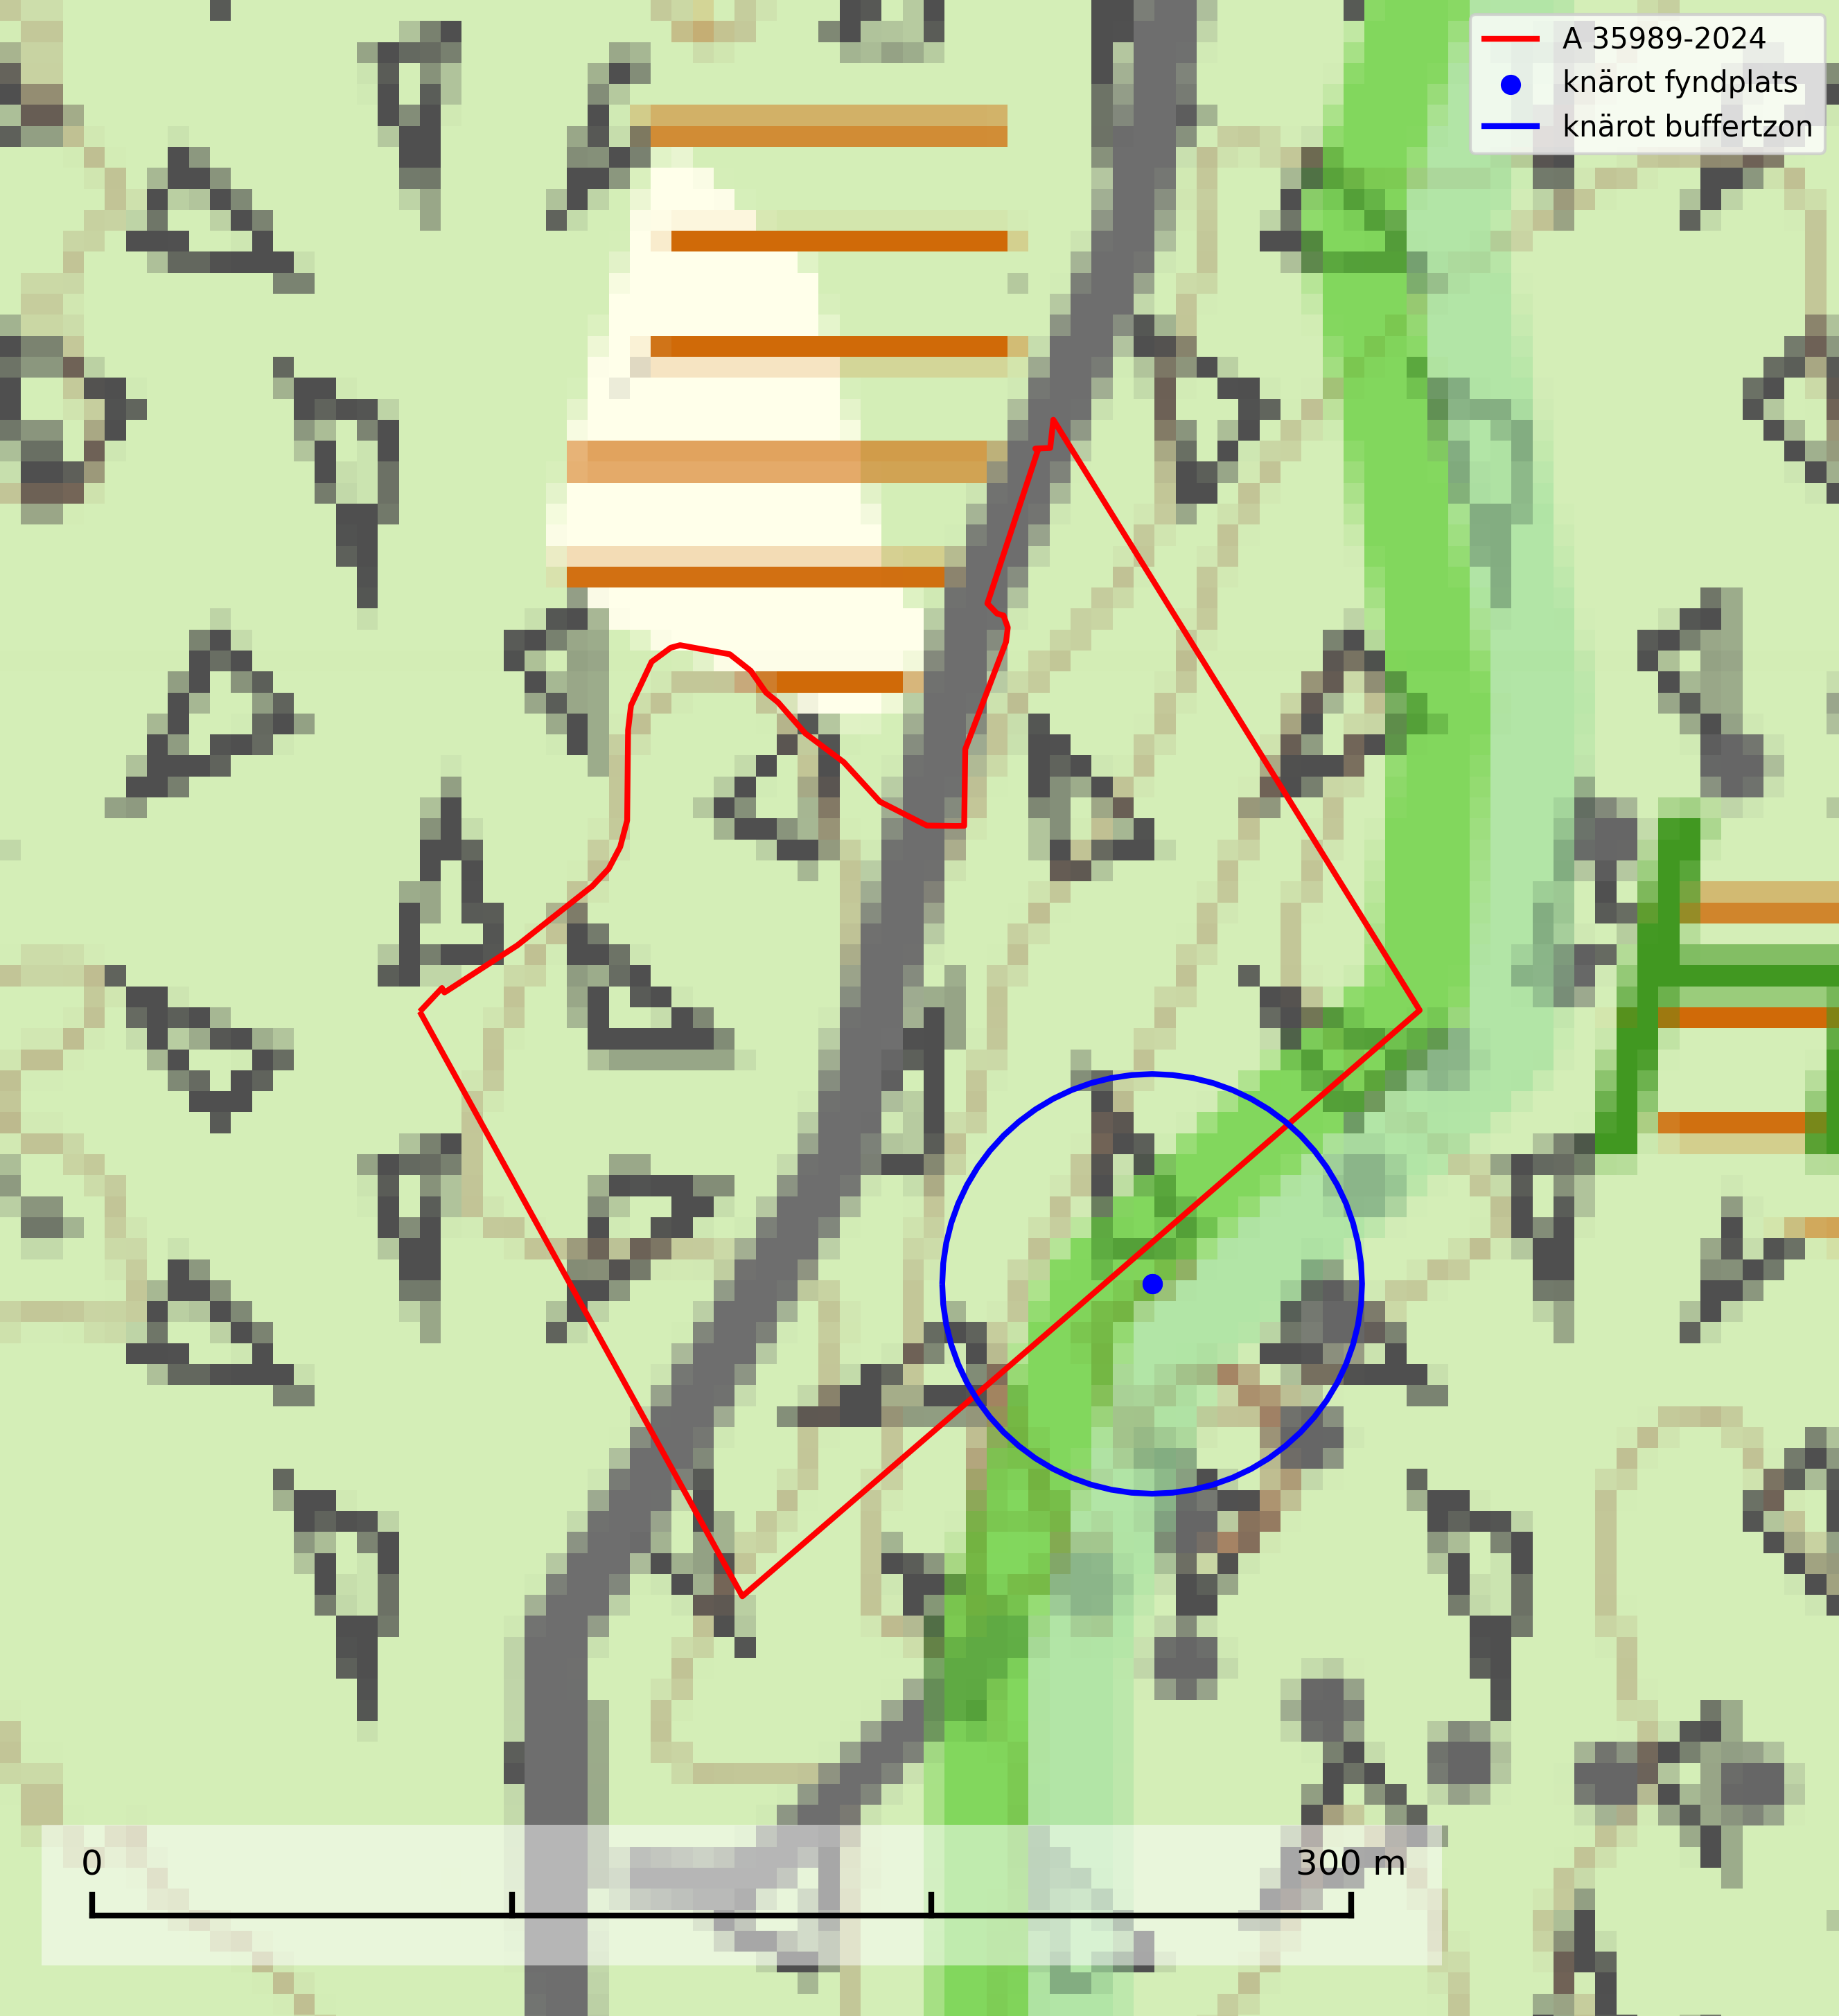 A 35989-2024
knärot fyndplats
knärot buffertzon
0 300 m